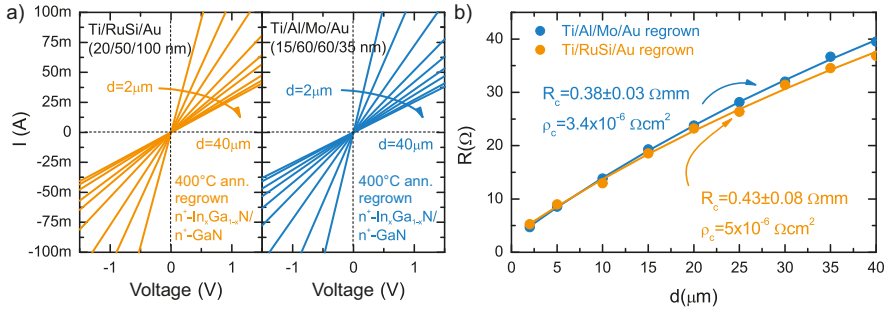 a)
Ti/RuSi/Au
(20/50/100 nm)
Ti/Al/Mo/Au
(15/60/60/35 nm)
100m
75m
50m
25m
0
-25m
-50m
-75m
-100m
I (A)
d=2μm
d=40μm
400°C ann.
regrown
n⁺-InₓGa₁₋ₓN/
n⁺-GaN
d=2μm
d=40μm
400°C ann.
regrown
n⁺-InₓGa₁₋ₓN/
n⁺-GaN
-1 0 1
-1 0 1
Voltage (V)
Voltage (V)
b)
Ti/Al/Mo/Au regrown
Ti/RuSi/Au regrown
R_c=0.38±0.03 Ωmm
ρ_c=3.4x10⁻⁶ Ωcm²
R_c=0.43±0.08 Ωmm
ρ_c=5x10⁻⁶ Ωcm²
40
30
20
10
0
R(Ω)
0 5 10 15 20 25 30 35 40
d(μm)